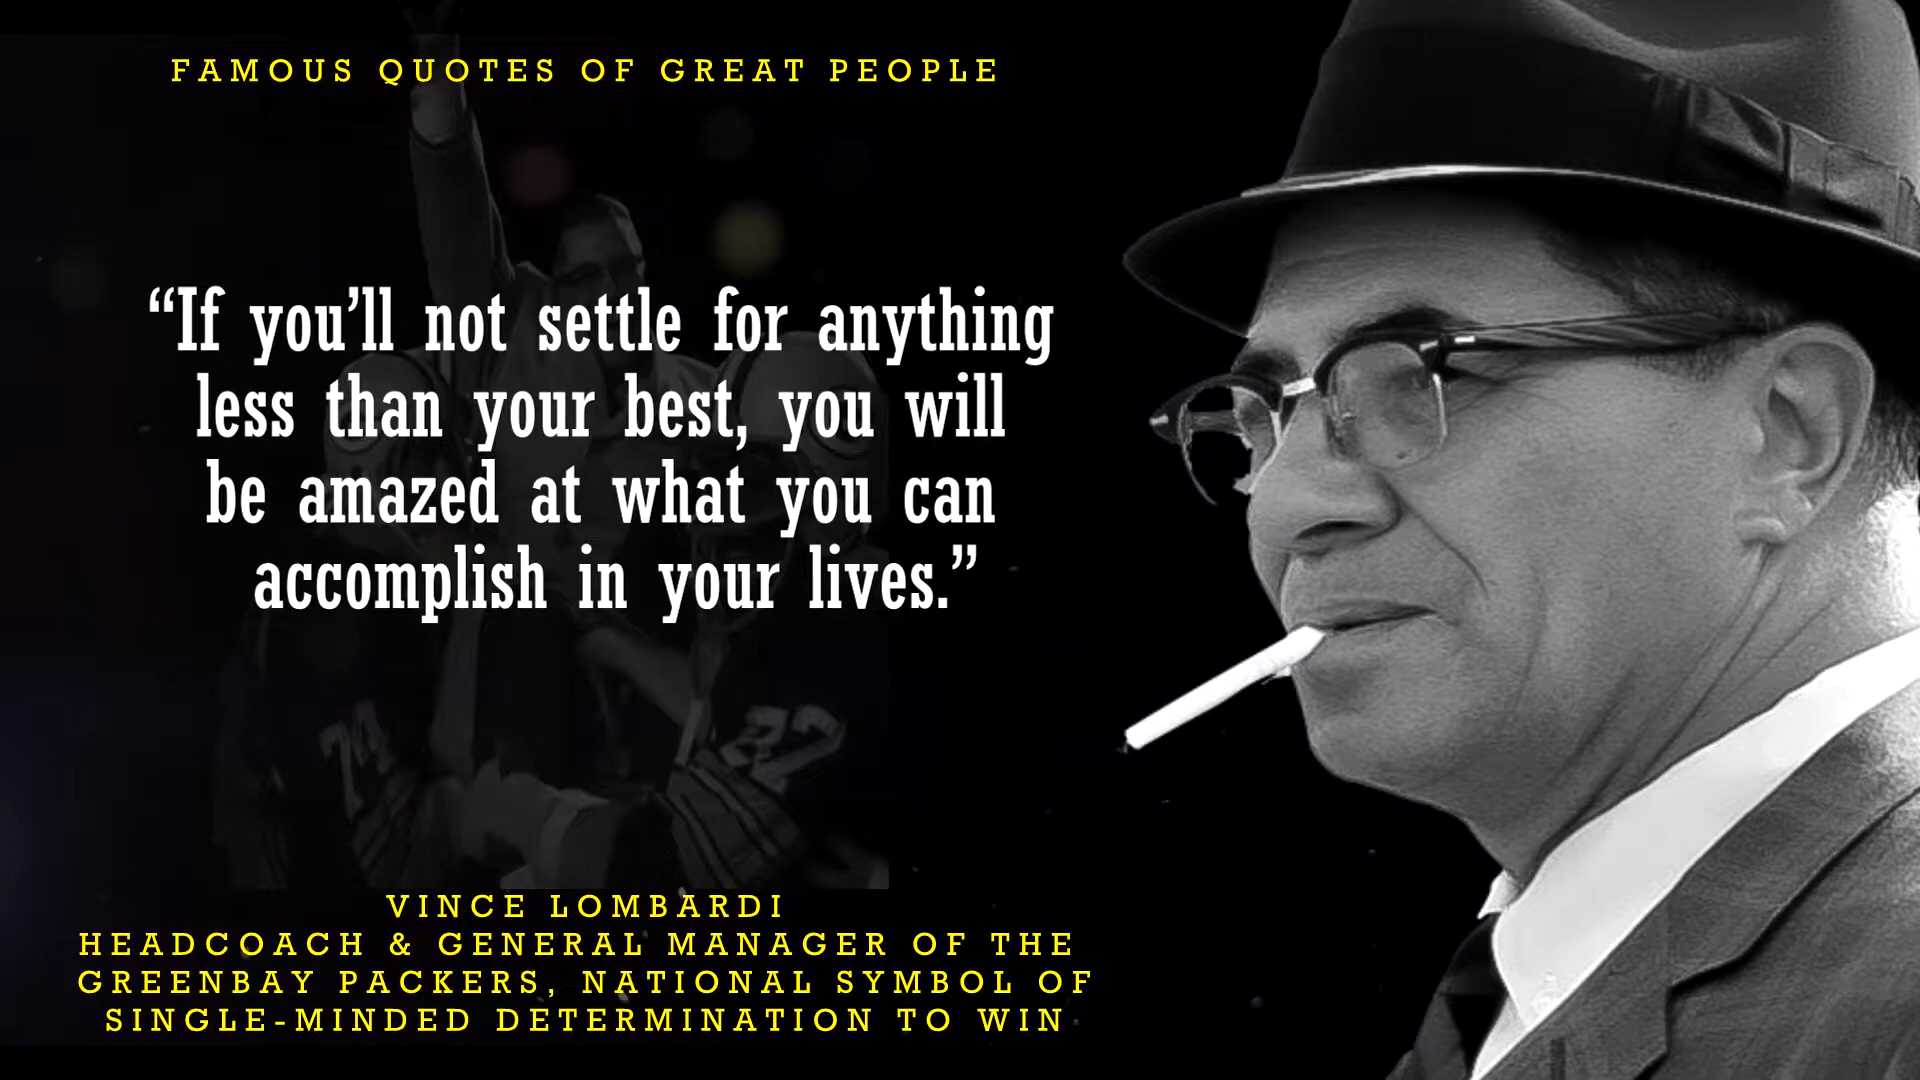 FAMOUS QUOTES OF GREAT PEOPLE
“If you’ll not settle for anything
less than your best, you will
be amazed at what you can
accomplish in your lives.”
VINCE LOMBARDI
HEADCOACH & GENERAL MANAGER OF THE
GREENBAY PACKERS, NATIONAL SYMBOL OF
SINGLE-MINDED DETERMINATION TO WIN